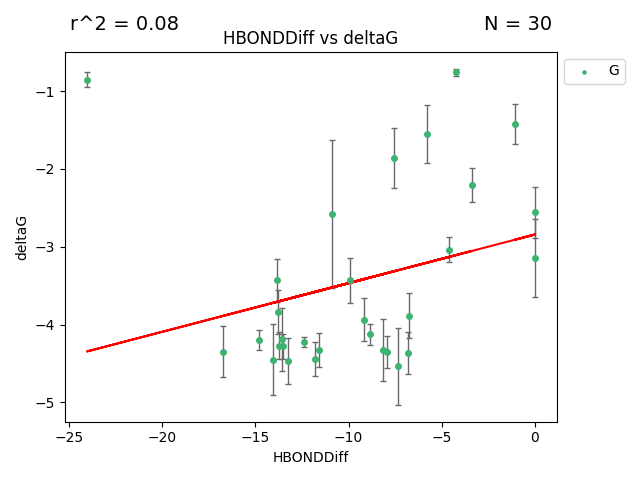 r^2 = 0.08
N = 30
HBONDDiff vs deltaG
G
deltaG
−1
−2
−3
−4
−5
−25
−20
−15
−10
−5
0
HBONDDiff